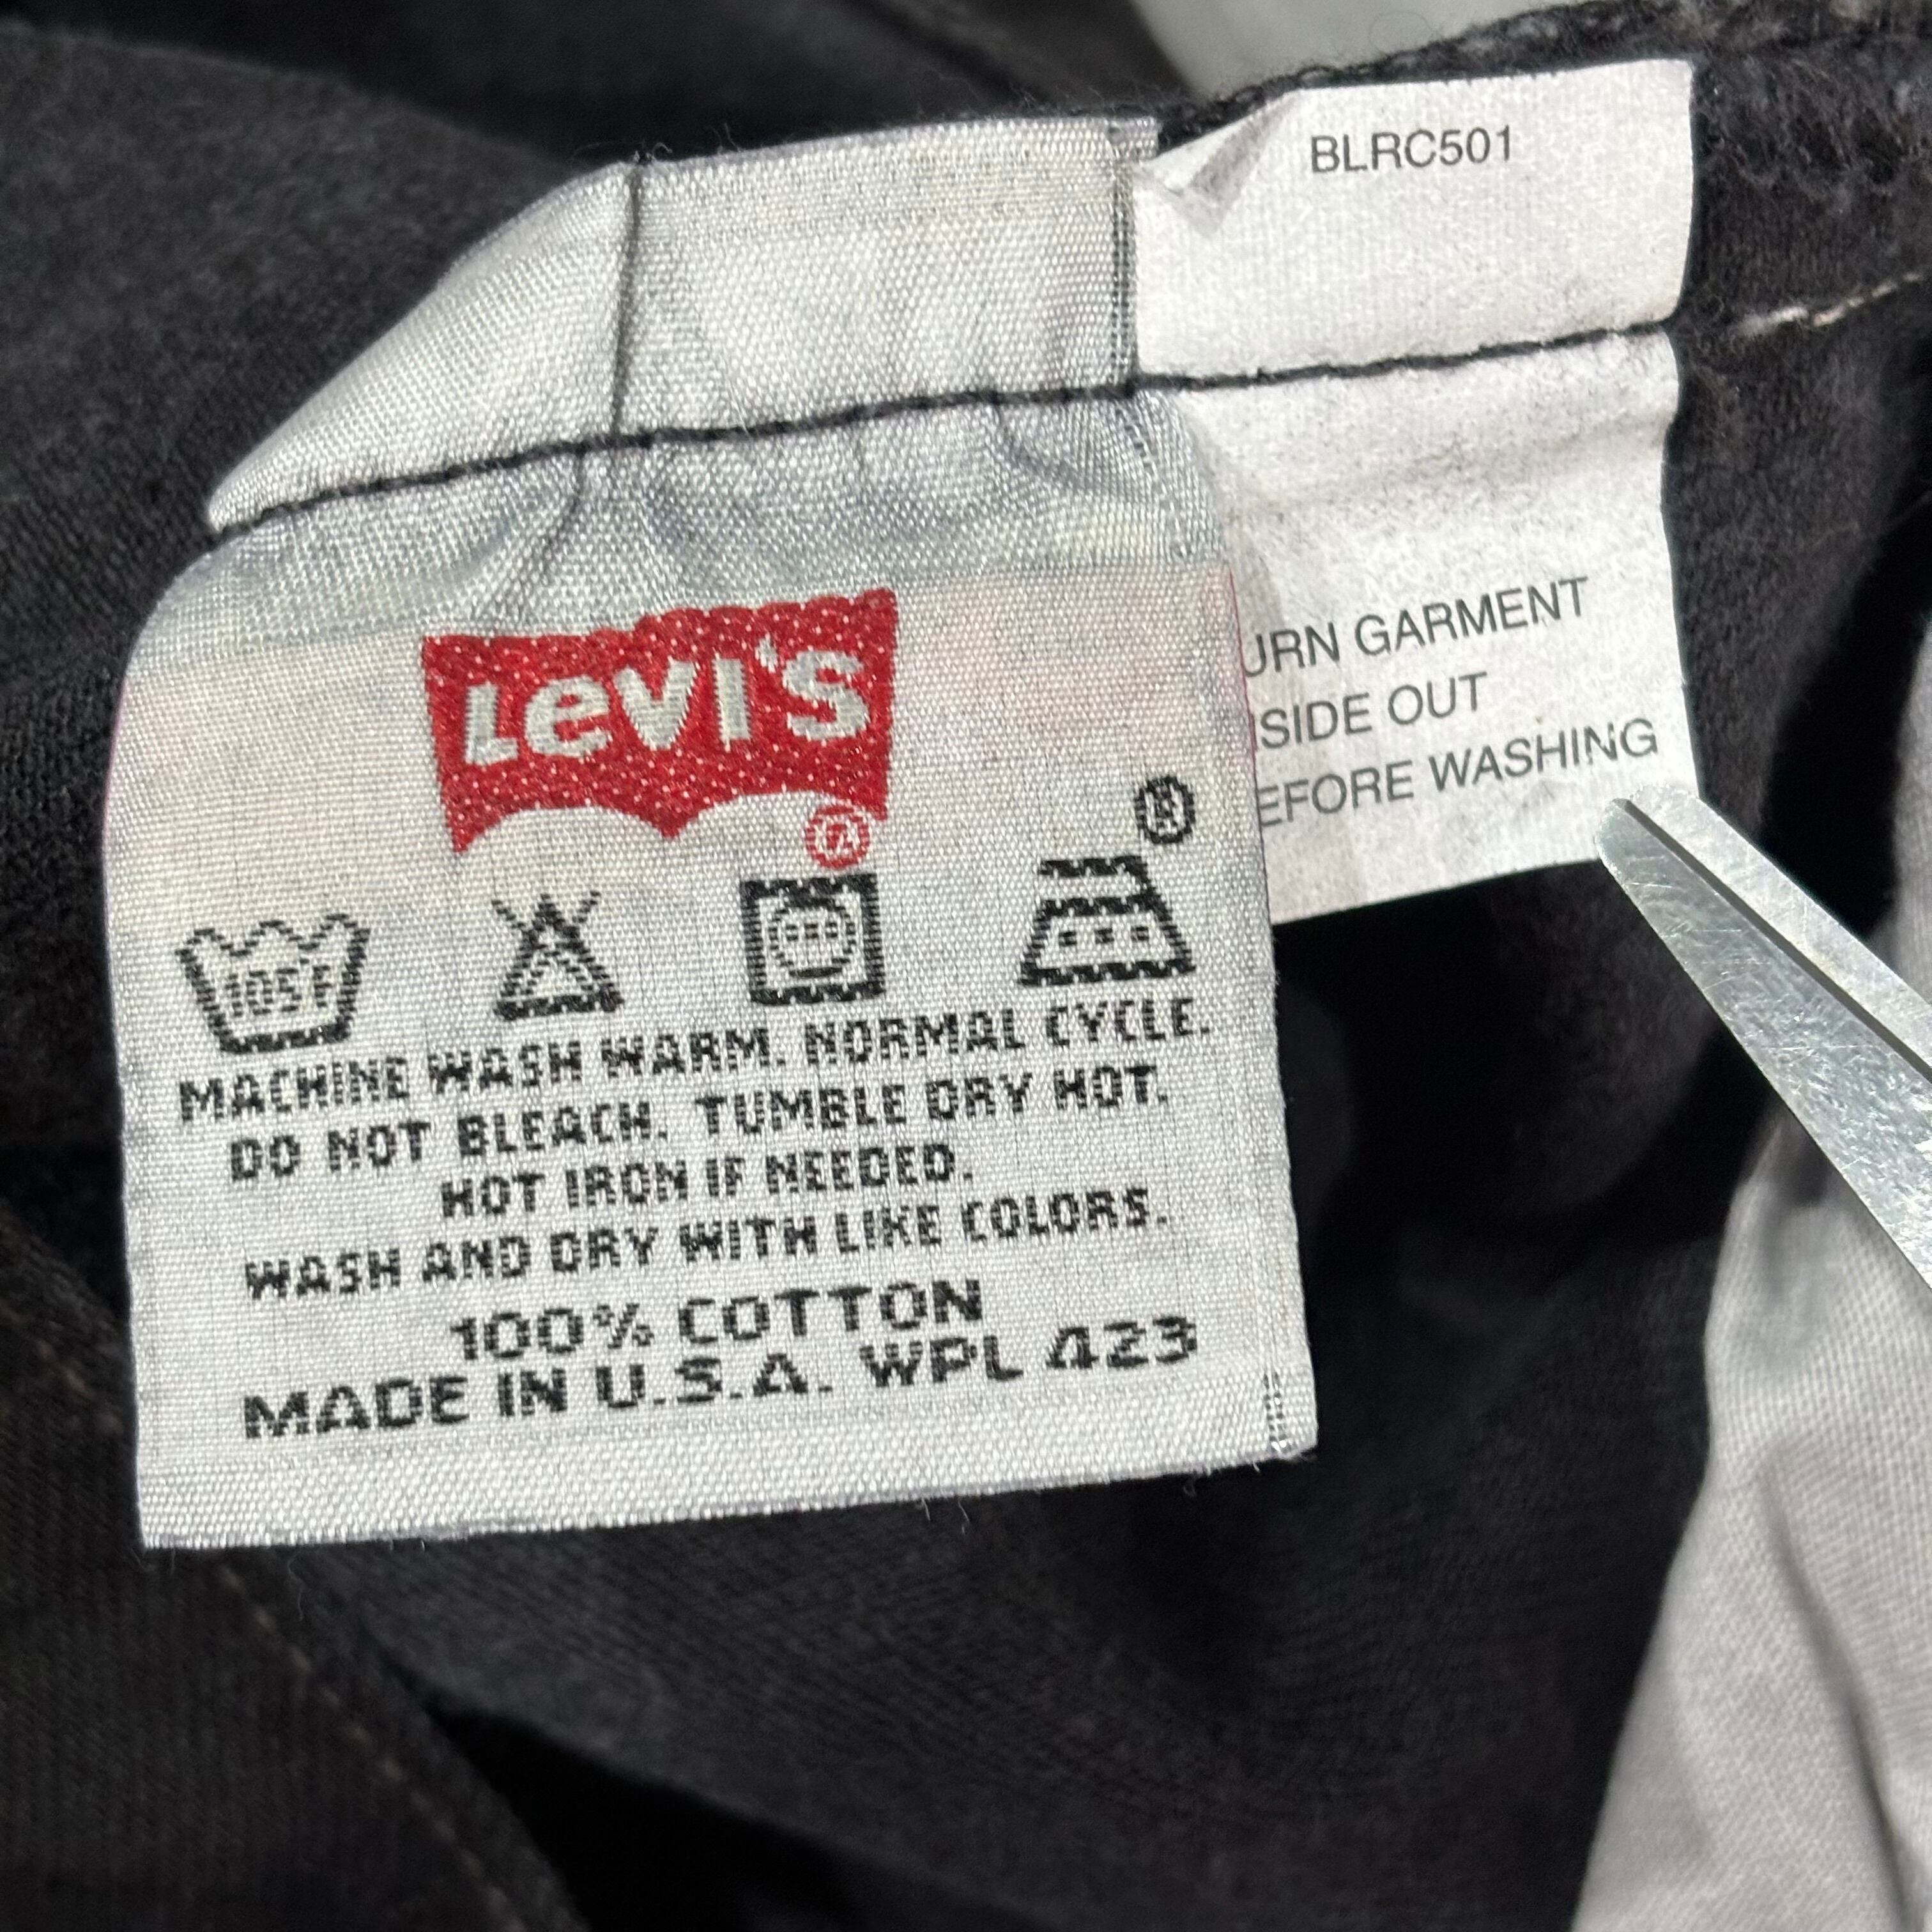 BLRC501
URN GARMENT
SIDE OUT
EFORE WASHING
LEVI'S
®
®
105F
MACHINE WASH WARM. NORMAL CYCLE.
DO NOT BLEACH. TUMBLE DRY HOT.
HOT IRON IF NEEDED.
WASH AND DRY WITH LIKE COLORS.
100% COTTON
MADE IN U.S.A. WPL 423